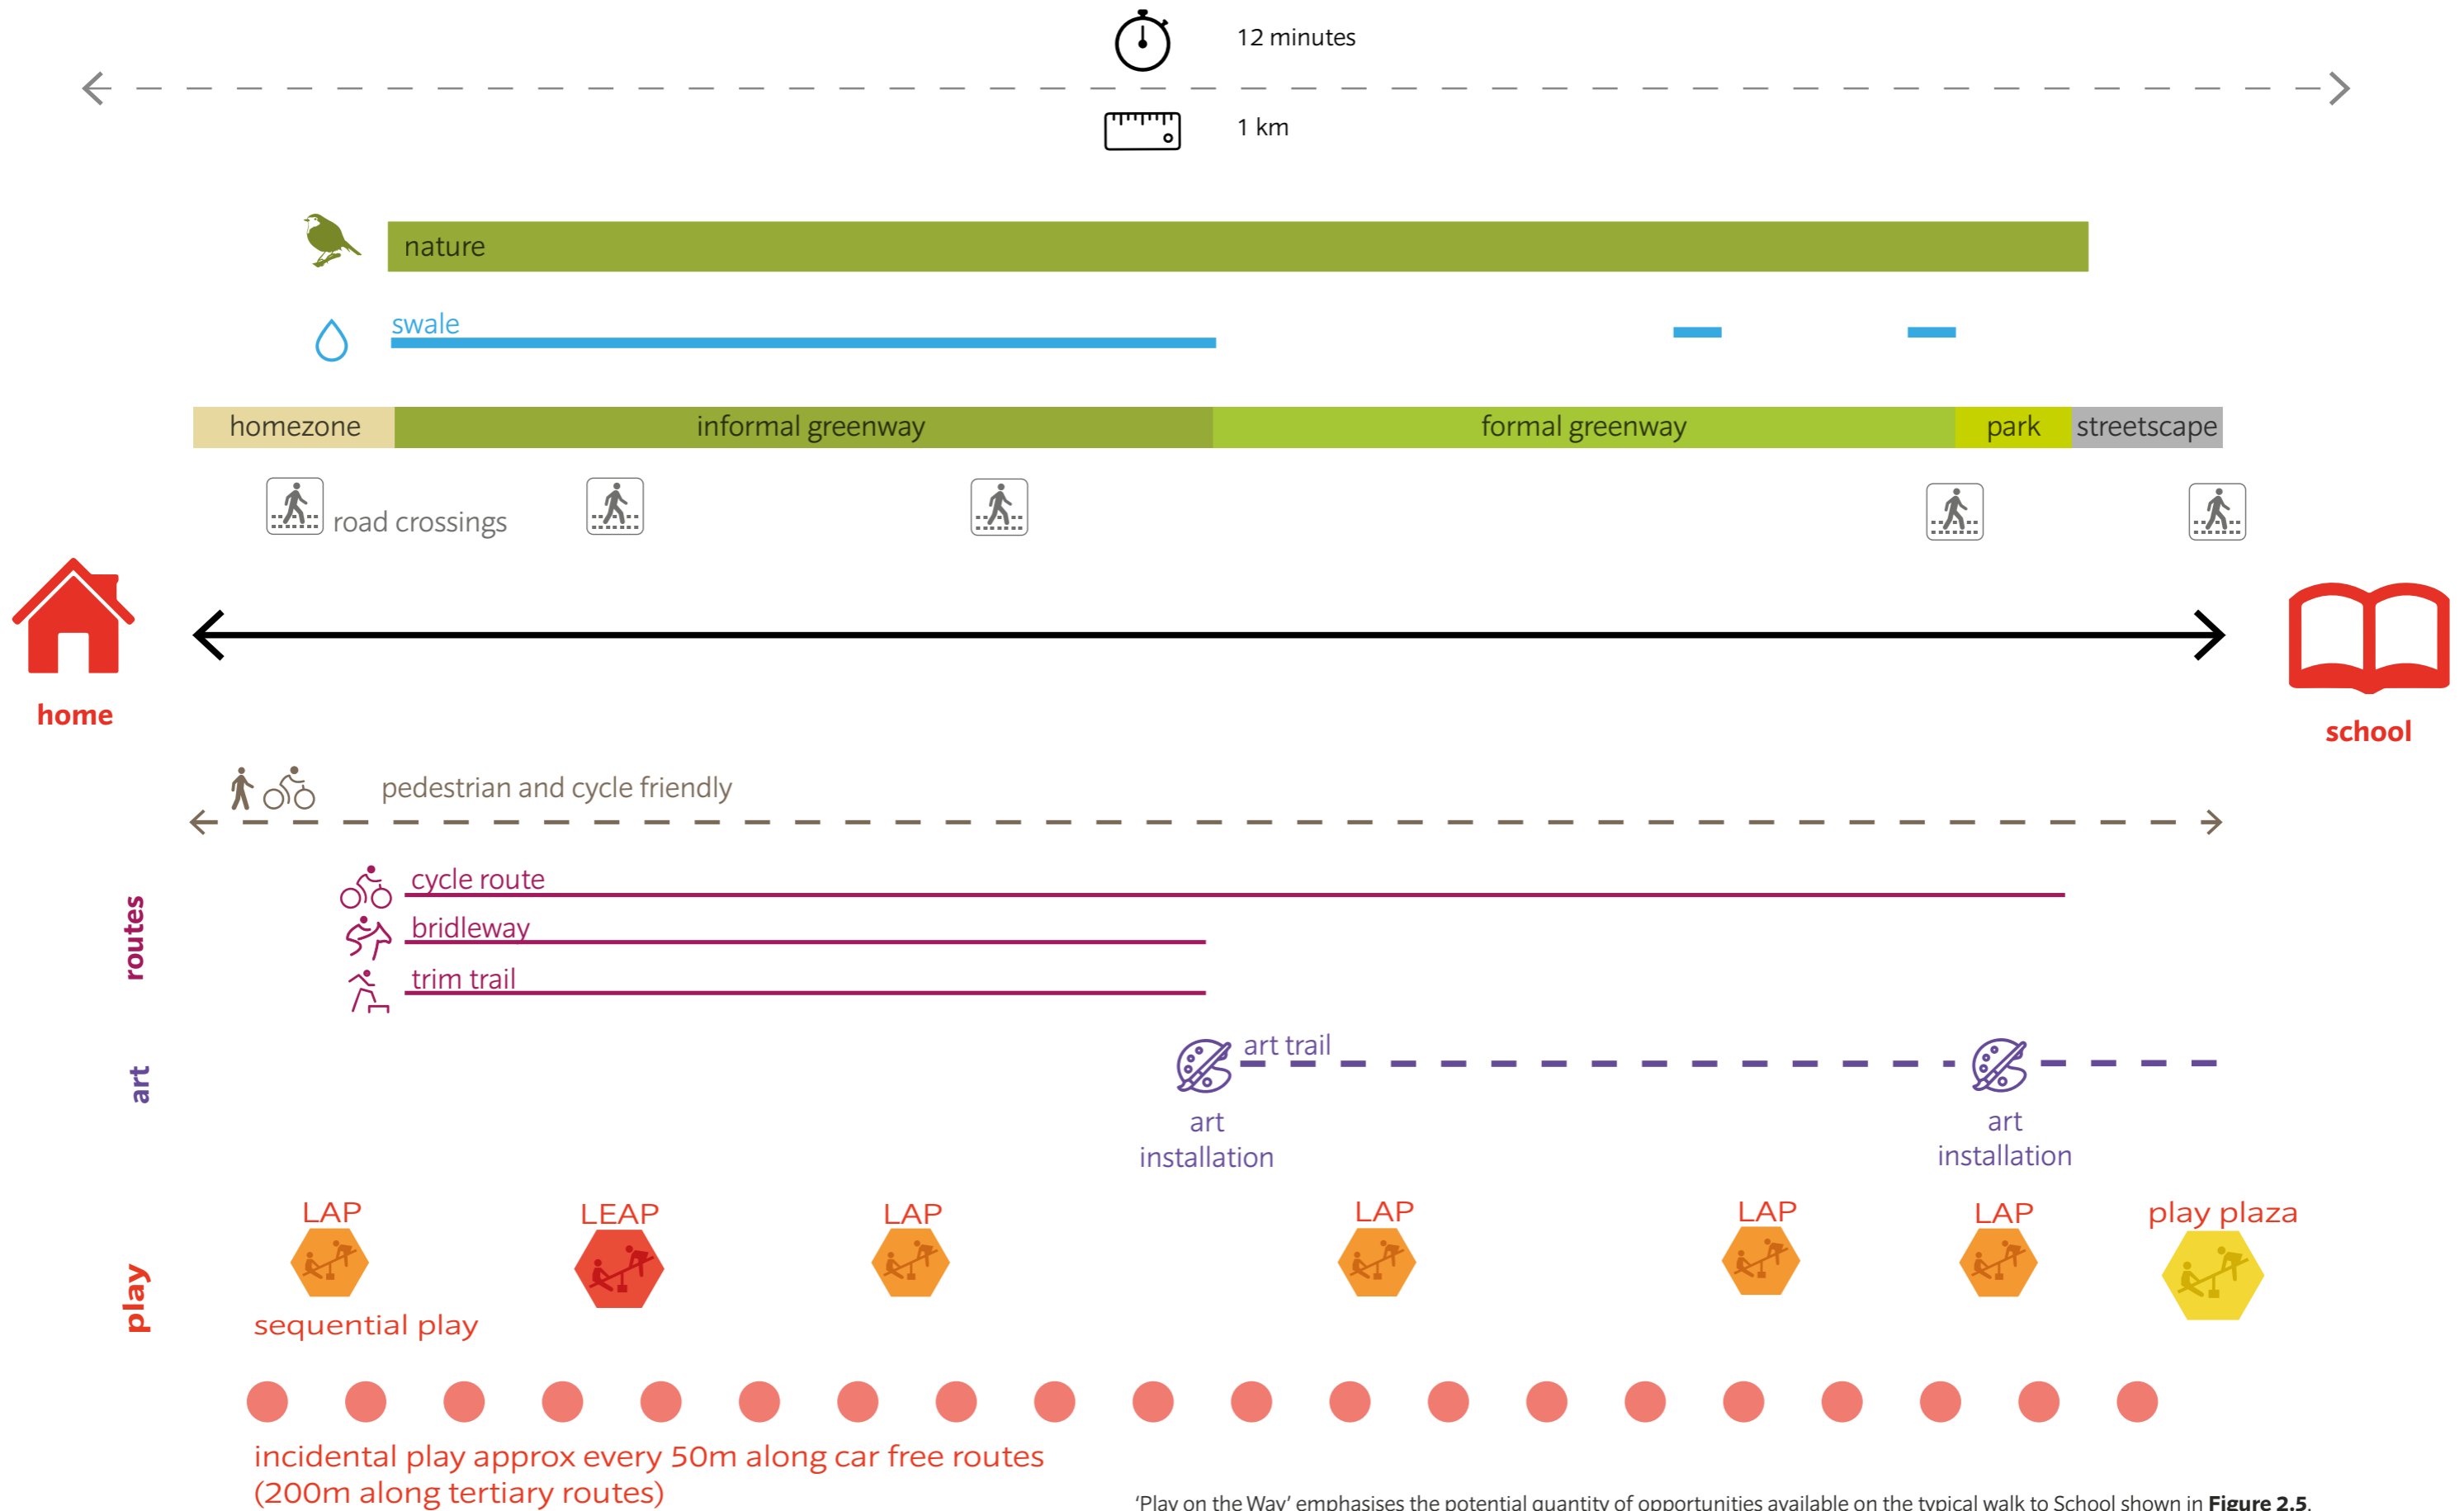 12 minutes
1 km
nature
swale
homezone
informal greenway
formal greenway
park
streetscape
road crossings
home
school
pedestrian and cycle friendly
routes
cycle route
bridleway
trim trail
art
art trail
art
installation
art
installation
play
LAP
LEAP
LAP
LAP
LAP
LAP
play plaza
sequential play
incidental play approx every 50m along car free routes
(200m along tertiary routes)
'Play on the Way' emphasises the potential quantity of opportunities available on the typical walk to School shown in Figure 2.5.